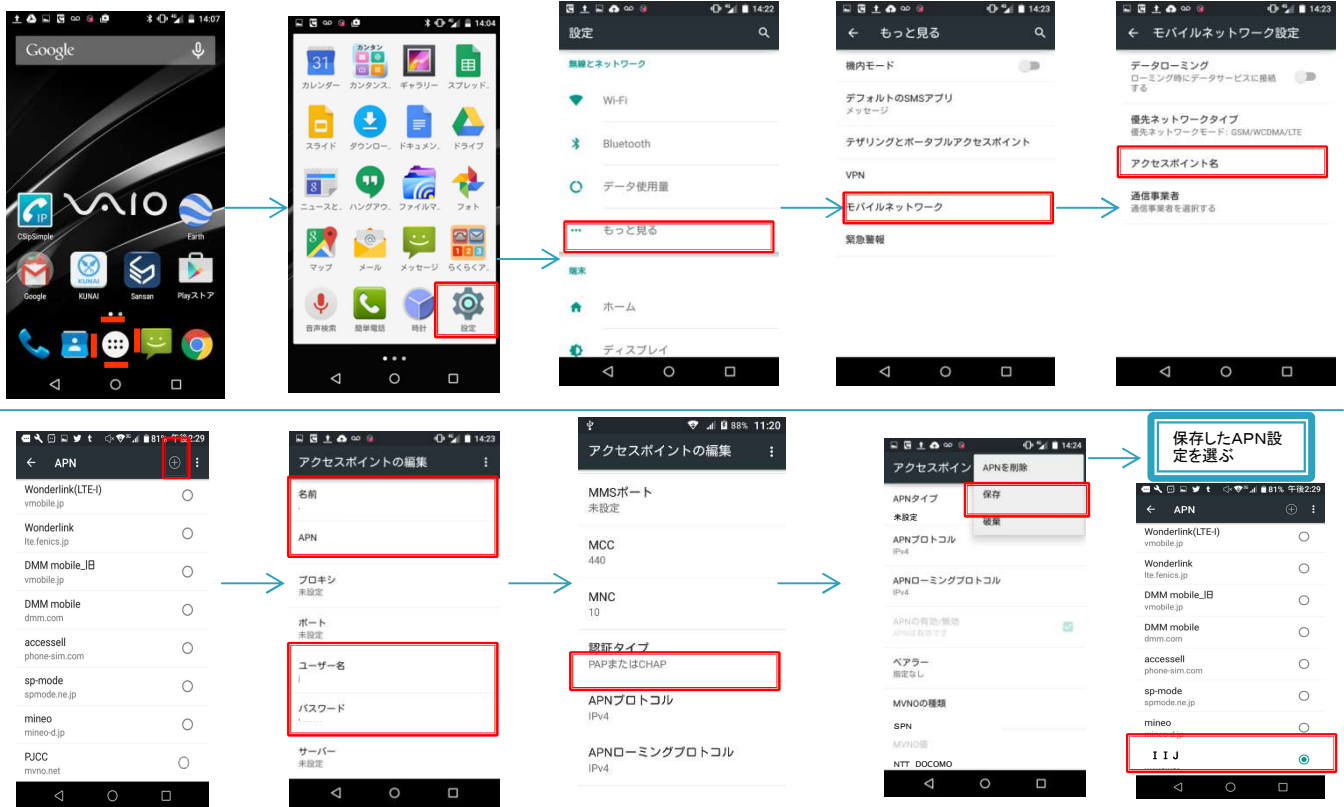 14:07
Google
VAIO
IP
CSipSimple
Earth
Google
KUNAI
KUNAI
Sansan
Playストア
14:04
31
カンタン
カレンダー
カンタンス..
ギャラリー
スプレッド..
スライド
ダウンロー..
ドキュメン..
ドライブ
8
ニュースと..
ハングアウ..
ファイルマ..
フォト
8
123
マップ
メール
メッセージ
らくらくア..
音声検索
簡単電話
時計
設定
14:22
設定
無線とネットワーク
Wi-Fi
Bluetooth
データ使用量
もっと見る
端末
ホーム
ディスプレイ
14:23
もっと見る
機内モード
デフォルトのSMSアプリ
メッセージ
テザリングとポータブルアクセスポイント
VPN
モバイルネットワーク
緊急警報
14:23
モバイルネットワーク設定
データローミング
ローミング時にデータサービスに接続
する
優先ネットワークタイプ
優先ネットワークモード: GSM/WCDMA/LTE
アクセスポイント名
通信事業者
通信事業者を選択する
81% 午後2:29
APN
Wonderlink(LTE-I)
vmobile.jp
Wonderlink
lte.fenics.jp
DMM mobile_旧
vmobile.jp
DMM mobile
dmm.com
accessell
phone-sim.com
sp-mode
spmode.ne.jp
mineo
mineo-d.jp
PJCC
mvno.net
14:23
アクセスポイントの編集
名前
APN
プロキシ
未設定
ポート
未設定
ユーザー名
パスワード
サーバー
未設定
88% 11:20
アクセスポイントの編集
MMSポート
未設定
MCC
440
MNC
10
認証タイプ
PAPまたはCHAP
APNプロトコル
IPv4
APNローミングプロトコル
IPv4
14:24
アクセスポイン
APNを削除
保存
破棄
APNタイプ
未設定
APNプロトコル
IPv4
APNローミングプロトコル
IPv4
APNの有効/無効
APNは有効です
ベアラー
指定なし
MVNOの種類
SPN
MVNO値
NTT DOCOMO
保存したAPN設
定を選ぶ
81% 午後2:29
APN
Wonderlink(LTE-I)
vmobile.jp
Wonderlink
lte.fenics.jp
DMM mobile_旧
vmobile.jp
DMM mobile
dmm.com
accessell
phone-sim.com
sp-mode
spmode.ne.jp
mineo
mineo-d.jp
IIJ